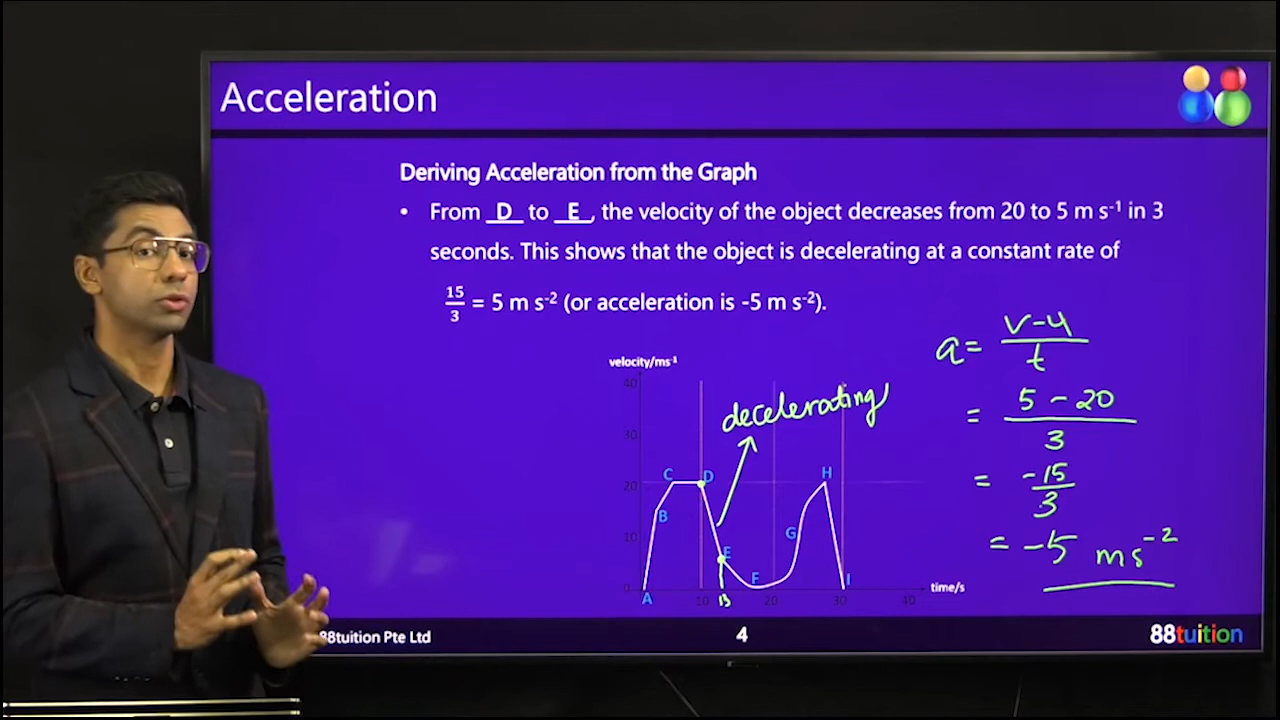 Acceleration
Deriving Acceleration from the Graph
• From D to E, the velocity of the object decreases from 20 to 5 m s⁻¹ in 3
seconds. This shows that the object is decelerating at a constant rate of
15/3 = 5 m s⁻² (or acceleration is -5 m s⁻²).
velocity/ms⁻¹
40
30
20
10
0
A
B
C
D
E
F
G
H
I
10
13
20
30
40
time/s
decelerating
a = v-u/t
= 5 - 20/3
= -15/3
= -5 ms⁻²
88tuition Pte Ltd
4
88tuition